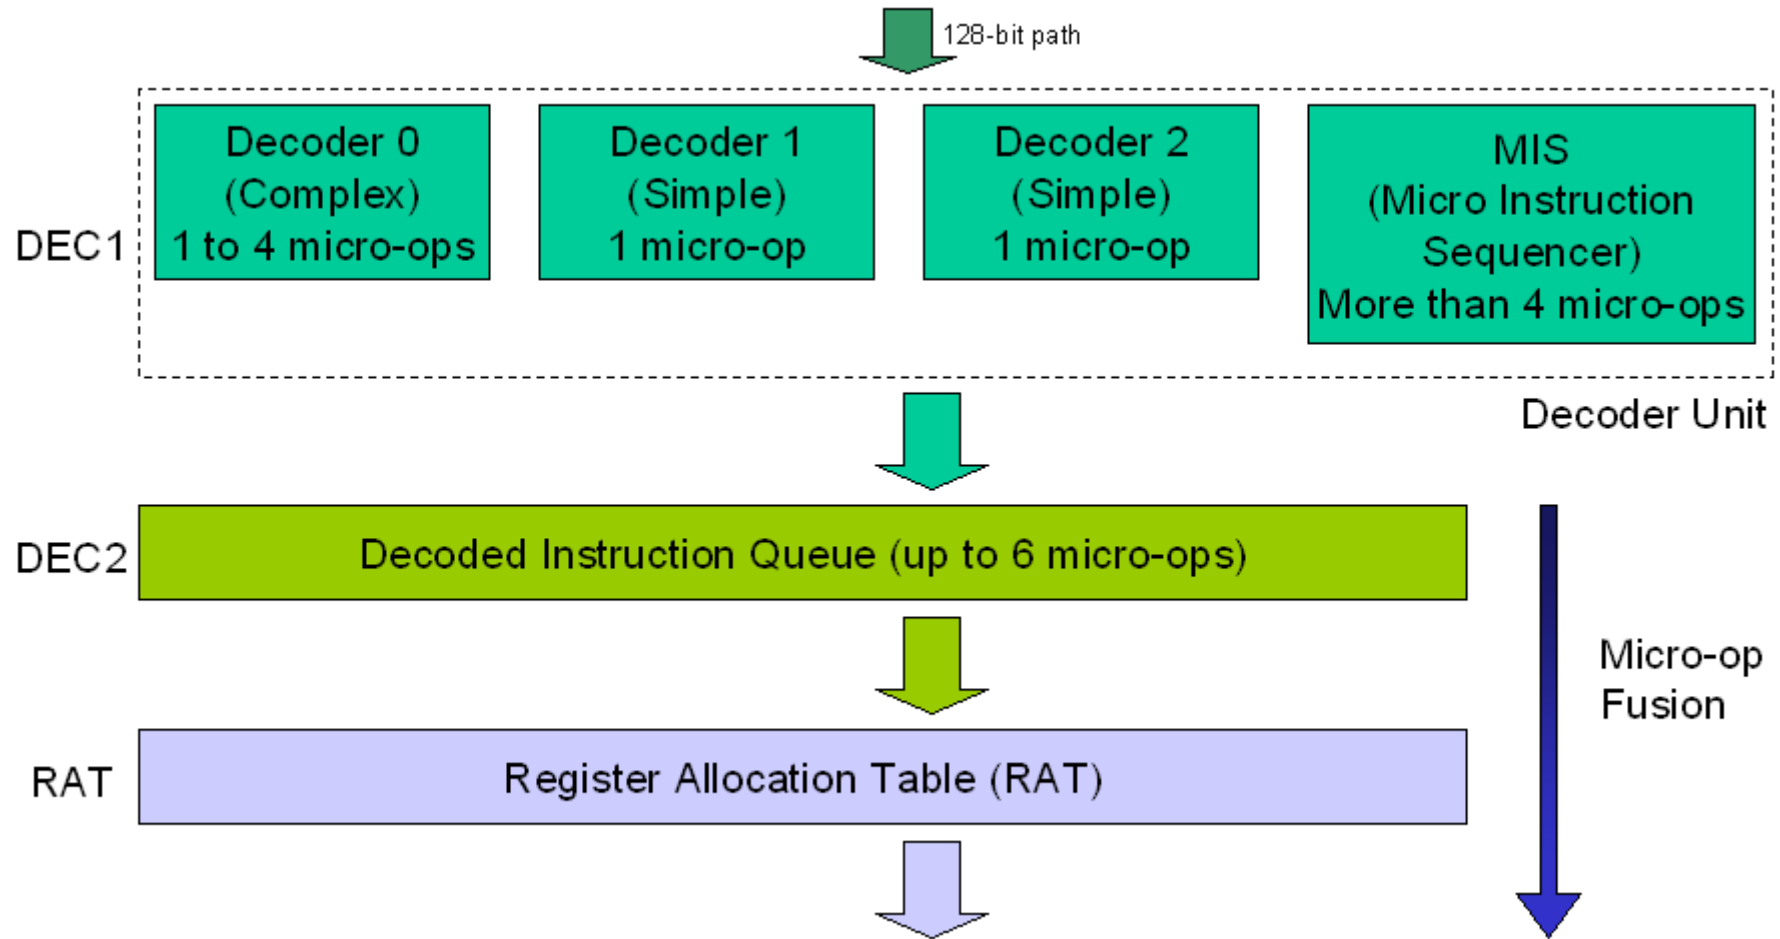 128-bit path
Decoder 0
(Complex)
1 to 4 micro-ops
Decoder 1
(Simple)
1 micro-op
Decoder 2
(Simple)
1 micro-op
MIS
(Micro Instruction
Sequencer)
More than 4 micro-ops
DEC1
Decoder Unit
DEC2
Decoded Instruction Queue (up to 6 micro-ops)
Micro-op
Fusion
RAT
Register Allocation Table (RAT)